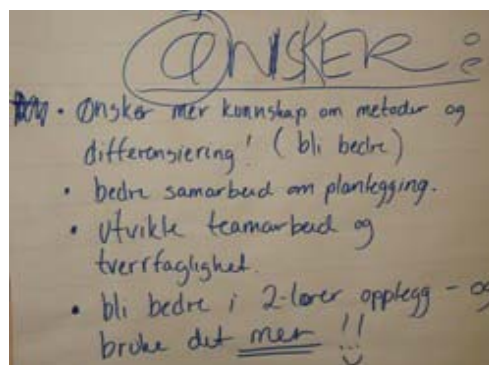 ØNSKER:
• Ønsker mer kunnskap om metoder og
differensiering! (bli bedre)
• bedre samarbeid om planlegging.
• Utvikle teamarbeid og
tverrfaglighet.
• bli bedre i 2-lærer opplegg - og
bruke det mer !!